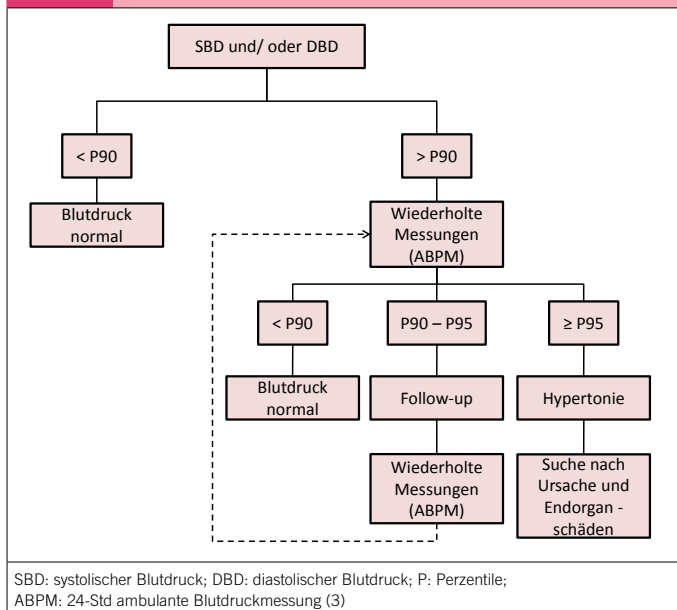 SBD und/ oder DBD
< P90
> P90
Blutdruck
normal
Wiederholte
Messungen
(ABPM)
< P90
P90 – P95
≥ P95
Blutdruck
normal
Follow-up
Hypertonie
Wiederholte
Messungen
(ABPM)
Suche nach
Ursache und
Endorgan -
schäden
SBD: systolischer Blutdruck; DBD: diastolischer Blutdruck; P: Perzentile;
ABPM: 24-Std ambulante Blutdruckmessung (3)